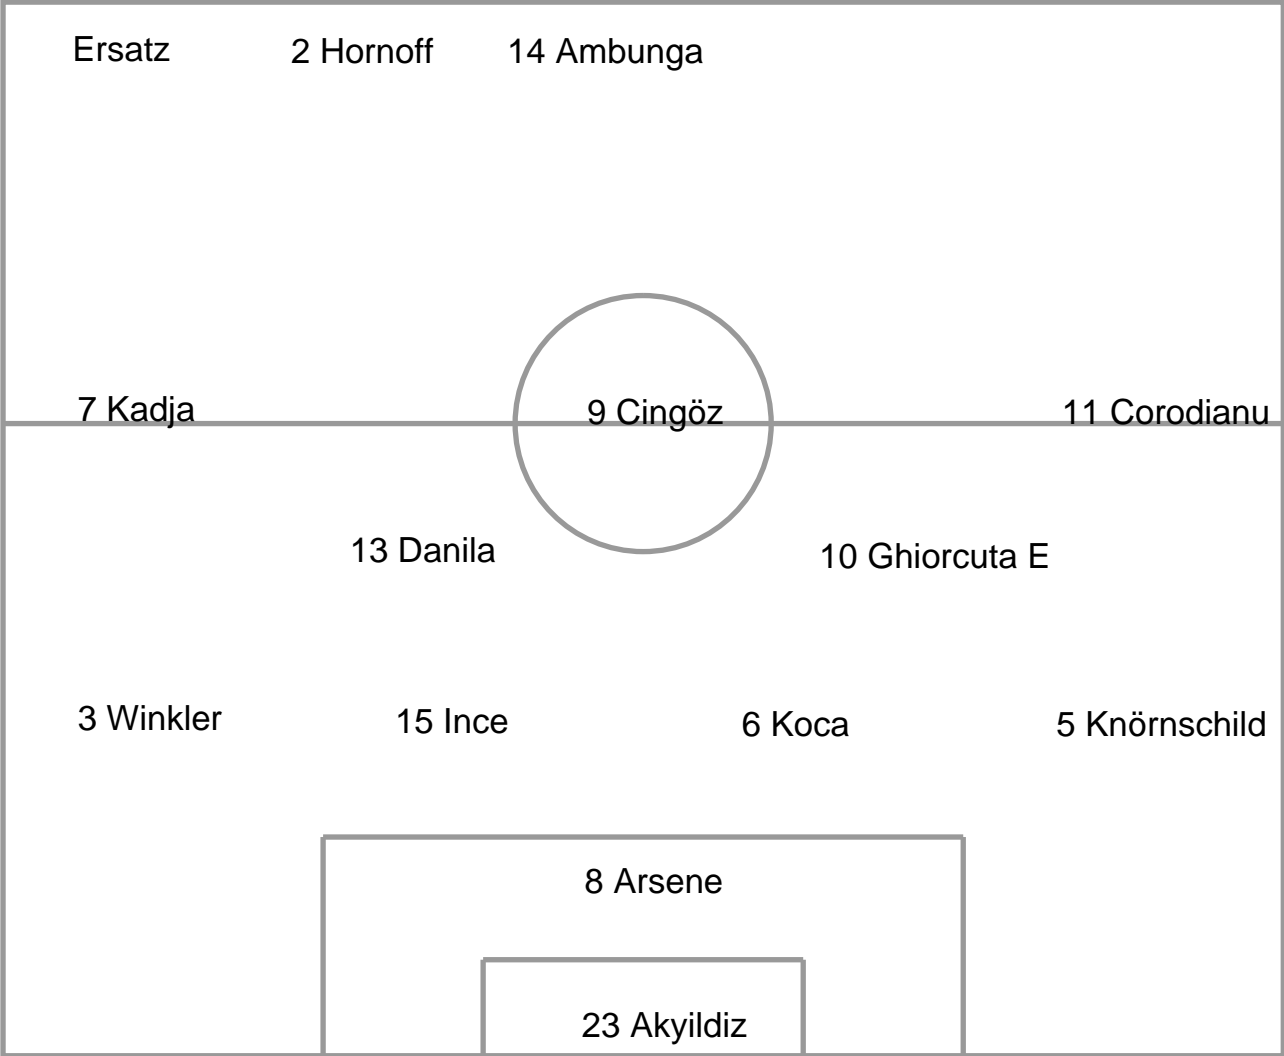 Ersatz 2 Hornoff 14 Ambunga
7 Kadja 9 Cingöz 11 Corodianu
13 Danila 10 Ghiorcuta E
3 Winkler 15 Ince 6 Koca 5 Knörnschild
8 Arsene
23 Akyildiz